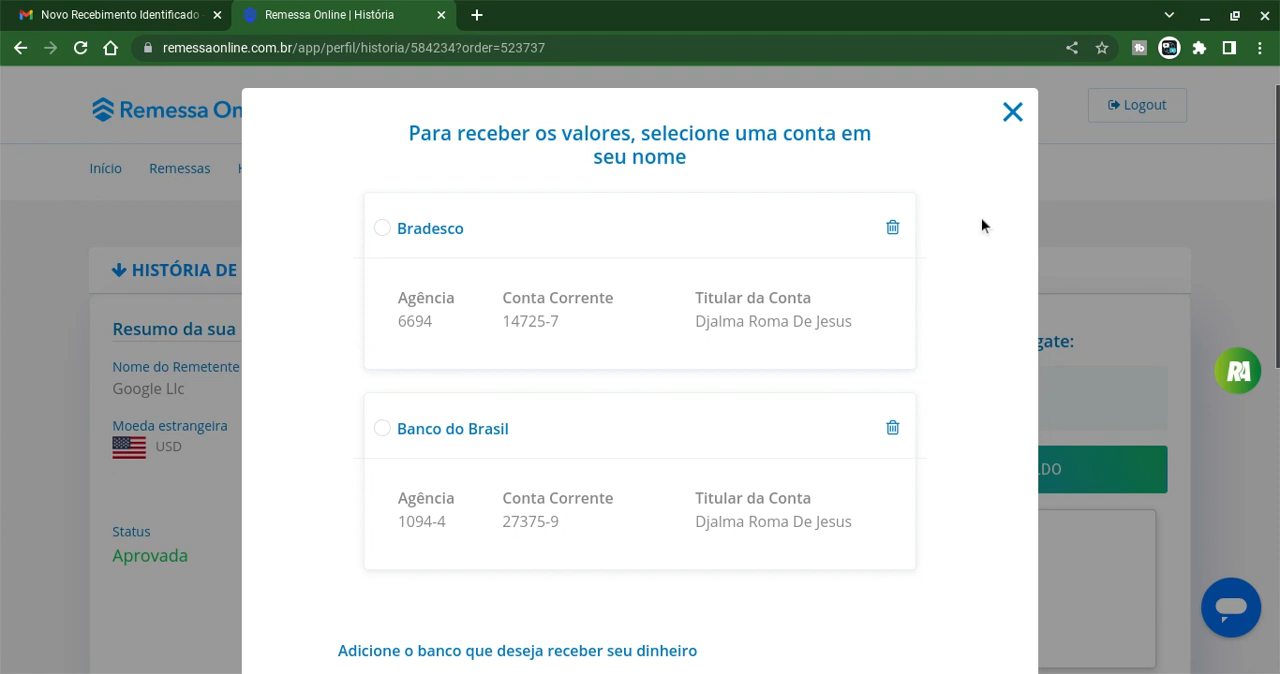 Novo Recebimento Identificado
Remessa Online | História
remessaonline.com.br/app/perfil/historia/584234?order=523737
Remessa On
Logout
Início Remessas
Para receber os valores, selecione uma conta em
seu nome
Bradesco
HISTÓRIA DE
Agência Conta Corrente Titular da Conta
6694 14725-7 Djalma Roma De Jesus
Resumo da sua
gate:
Nome do Remetente
Google Llc
RA
Moeda estrangeira
USD
Banco do Brasil
LDO
Agência Conta Corrente Titular da Conta
1094-4 27375-9 Djalma Roma De Jesus
Status
Aprovada
Adicione o banco que deseja receber seu dinheiro